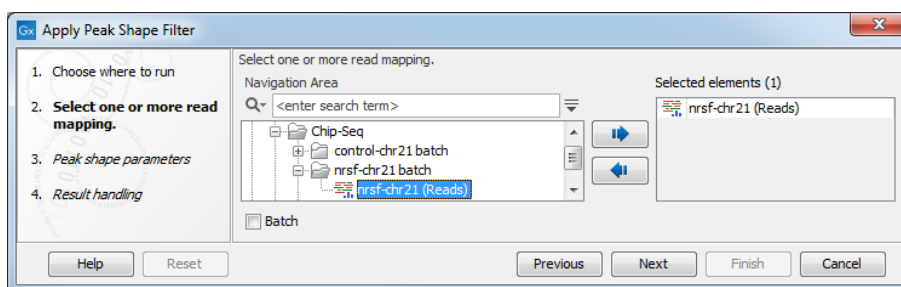 Gx Apply Peak Shape Filter
1. Choose where to run
2. Select one or more read
mapping.
3. Peak shape parameters
4. Result handling
Select one or more read mapping.
Navigation Area
<enter search term>
Chip-Seq
control-chr21 batch
nrsf-chr21 batch
nrsf-chr21 (Reads)
Batch
Selected elements (1)
nrsf-chr21 (Reads)
Help Reset Previous Next Finish Cancel